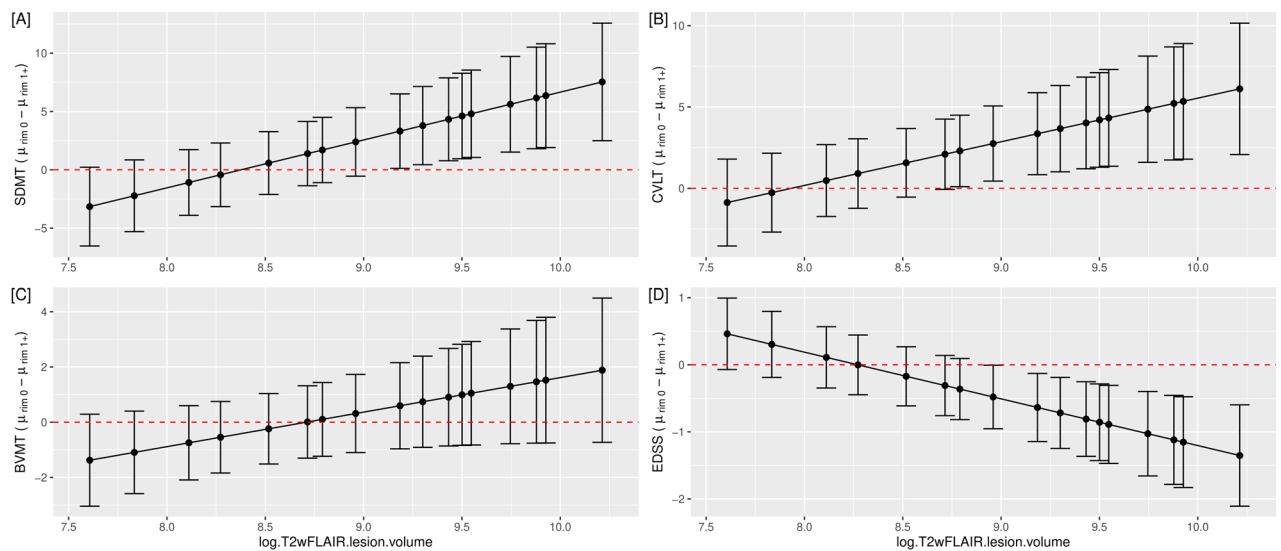 [A]
SDMT ( μ rim 0 − μ rim 1+)
10
5
0
−5
7.5 8.0 8.5 9.0 9.5 10.0
[B]
CVLT ( μ rim 0 − μ rim 1+)
10
5
0
7.5 8.0 8.5 9.0 9.5 10.0
[C]
BVMT ( μ rim 0 − μ rim 1+)
4
2
0
−2
7.5 8.0 8.5 9.0 9.5 10.0
log.T2wFLAIR.lesion.volume
[D]
EDSS ( μ rim 0 − μ rim 1+)
1
0
−1
−2
7.5 8.0 8.5 9.0 9.5 10.0
log.T2wFLAIR.lesion.volume